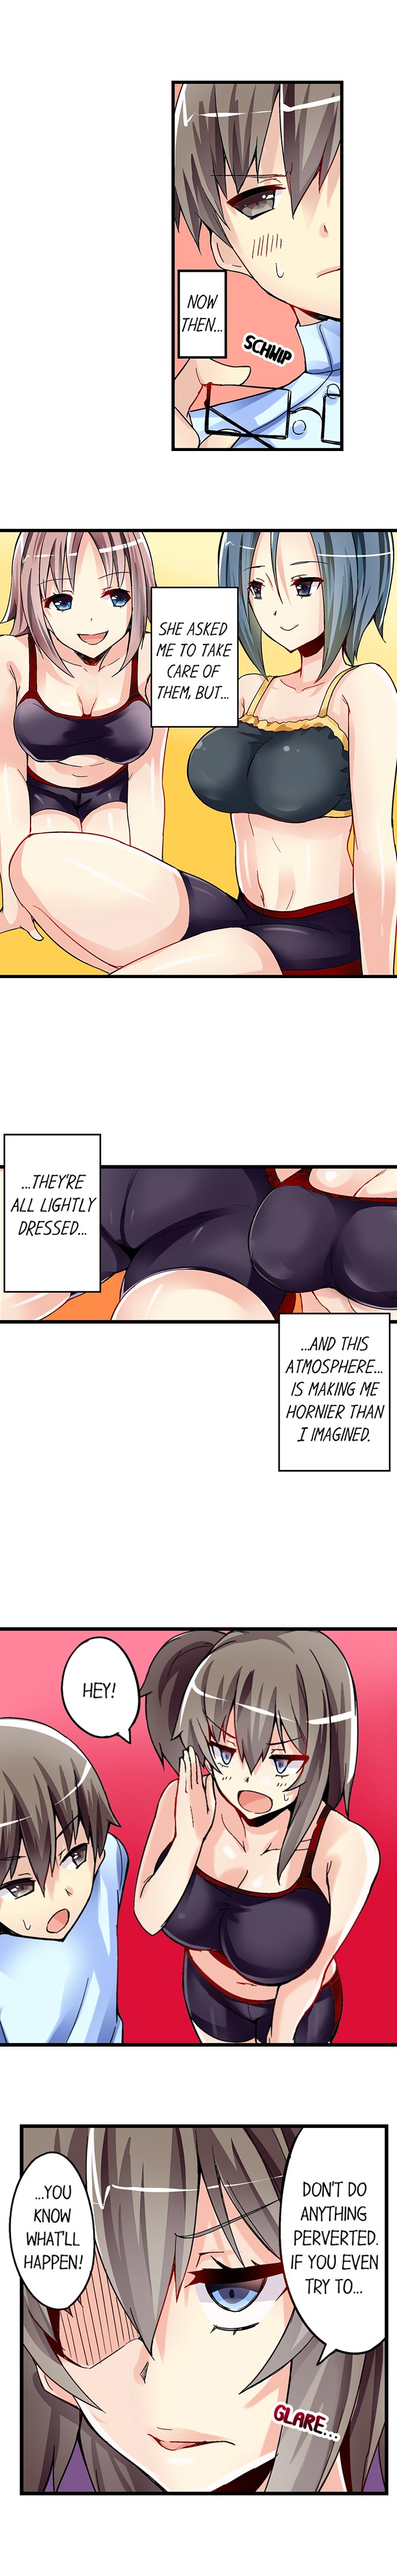 NOW
THEN...
SCHWIP
SHE ASKED
ME TO TAKE
CARE OF
THEM, BUT...
...THEY'RE
ALL LIGHTLY
DRESSED...
...AND THIS
ATMOSPHERE...
IS MAKING ME
HORNIER THAN
I IMAGINED.
HEY!
DON'T DO
ANYTHING
PERVERTED.
IF YOU EVEN
TRY TO...
...YOU
KNOW
WHAT'LL
HAPPEN!
GLARE...